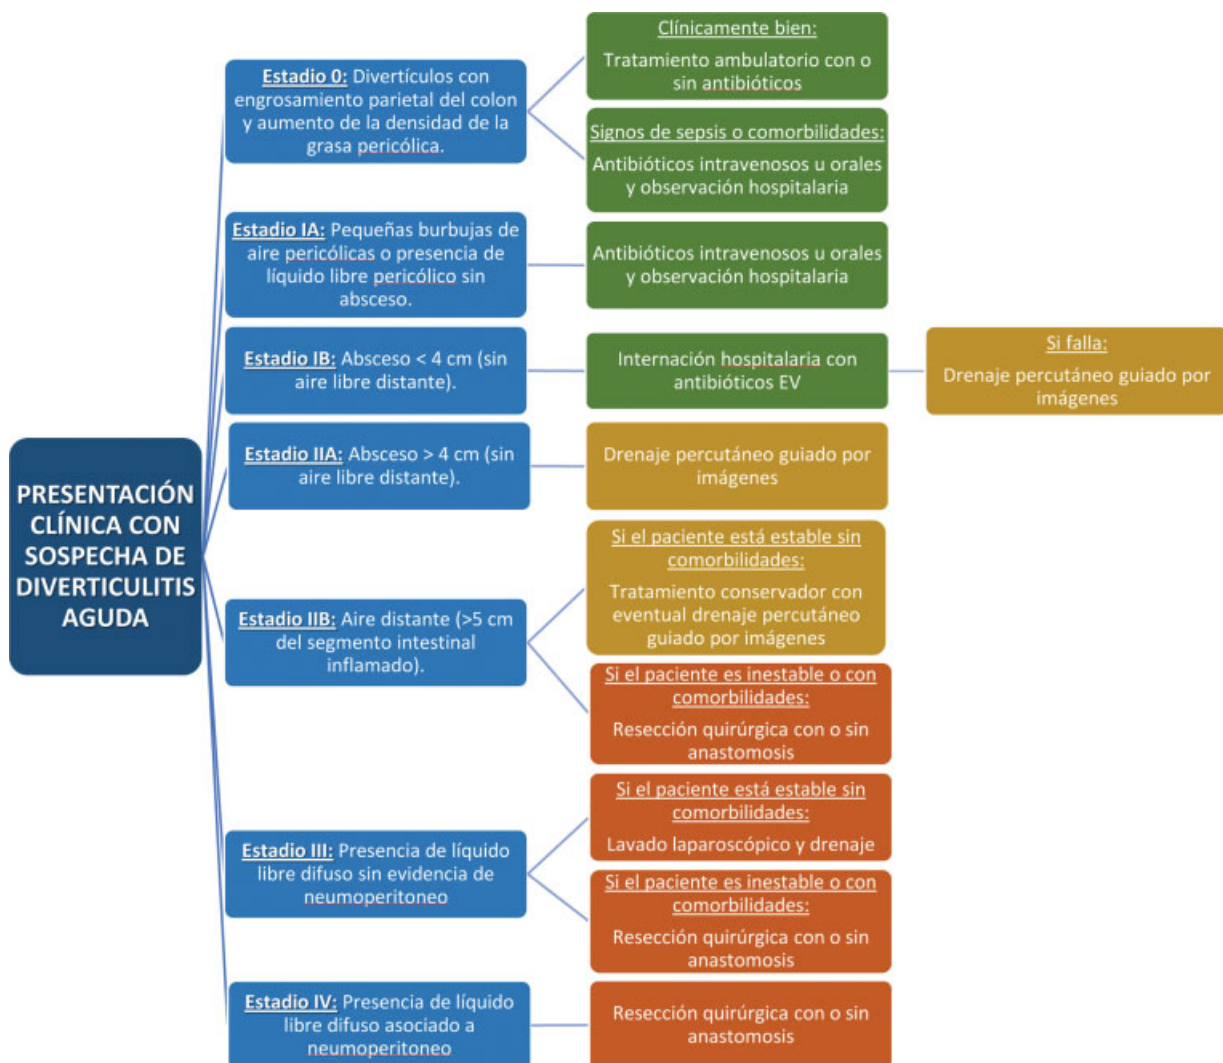 PRESENTACIÓN
CLÍNICA CON
SOSPECHA DE
DIVERTICULITIS
AGUDA
Estadio 0: Divertículos con
engrosamiento parietal del colon
y aumento de la densidad de la
grasa pericólica.
Clínicamente bien:
Tratamiento ambulatorio con o
sin antibióticos
Signos de sepsis o comorbilidades:
Antibióticos intravenosos u orales
y observación hospitalaria
Estadio IA: Pequeñas burbujas de
aire pericólicas o presencia de
líquido libre pericólico sin
absceso.
Antibióticos intravenosos u orales
y observación hospitalaria
Estadio IB: Absceso < 4 cm (sin
aire libre distante).
Internación hospitalaria con
antibióticos EV
Si falla:
Drenaje percutáneo guiado por
imágenes
Estadio IIA: Absceso > 4 cm (sin
aire libre distante).
Drenaje percutáneo guiado por
imágenes
Estadio IIB: Aire distante (>5 cm
del segmento intestinal
inflamado).
Si el paciente está estable sin
comorbilidades:
Tratamiento conservador con
eventual drenaje percutáneo
guiado por imágenes
Si el paciente es inestable o con
comorbilidades:
Resección quirúrgica con o sin
anastomosis
Estadio III: Presencia de líquido
libre difuso sin evidencia de
neumoperitoneo
Si el paciente está estable sin
comorbilidades:
Lavado laparoscópico y drenaje
Si el paciente es inestable o con
comorbilidades:
Resección quirúrgica con o sin
anastomosis
Estadio IV: Presencia de líquido
libre difuso asociado a
neumoperitoneo
Resección quirúrgica con o sin
anastomosis